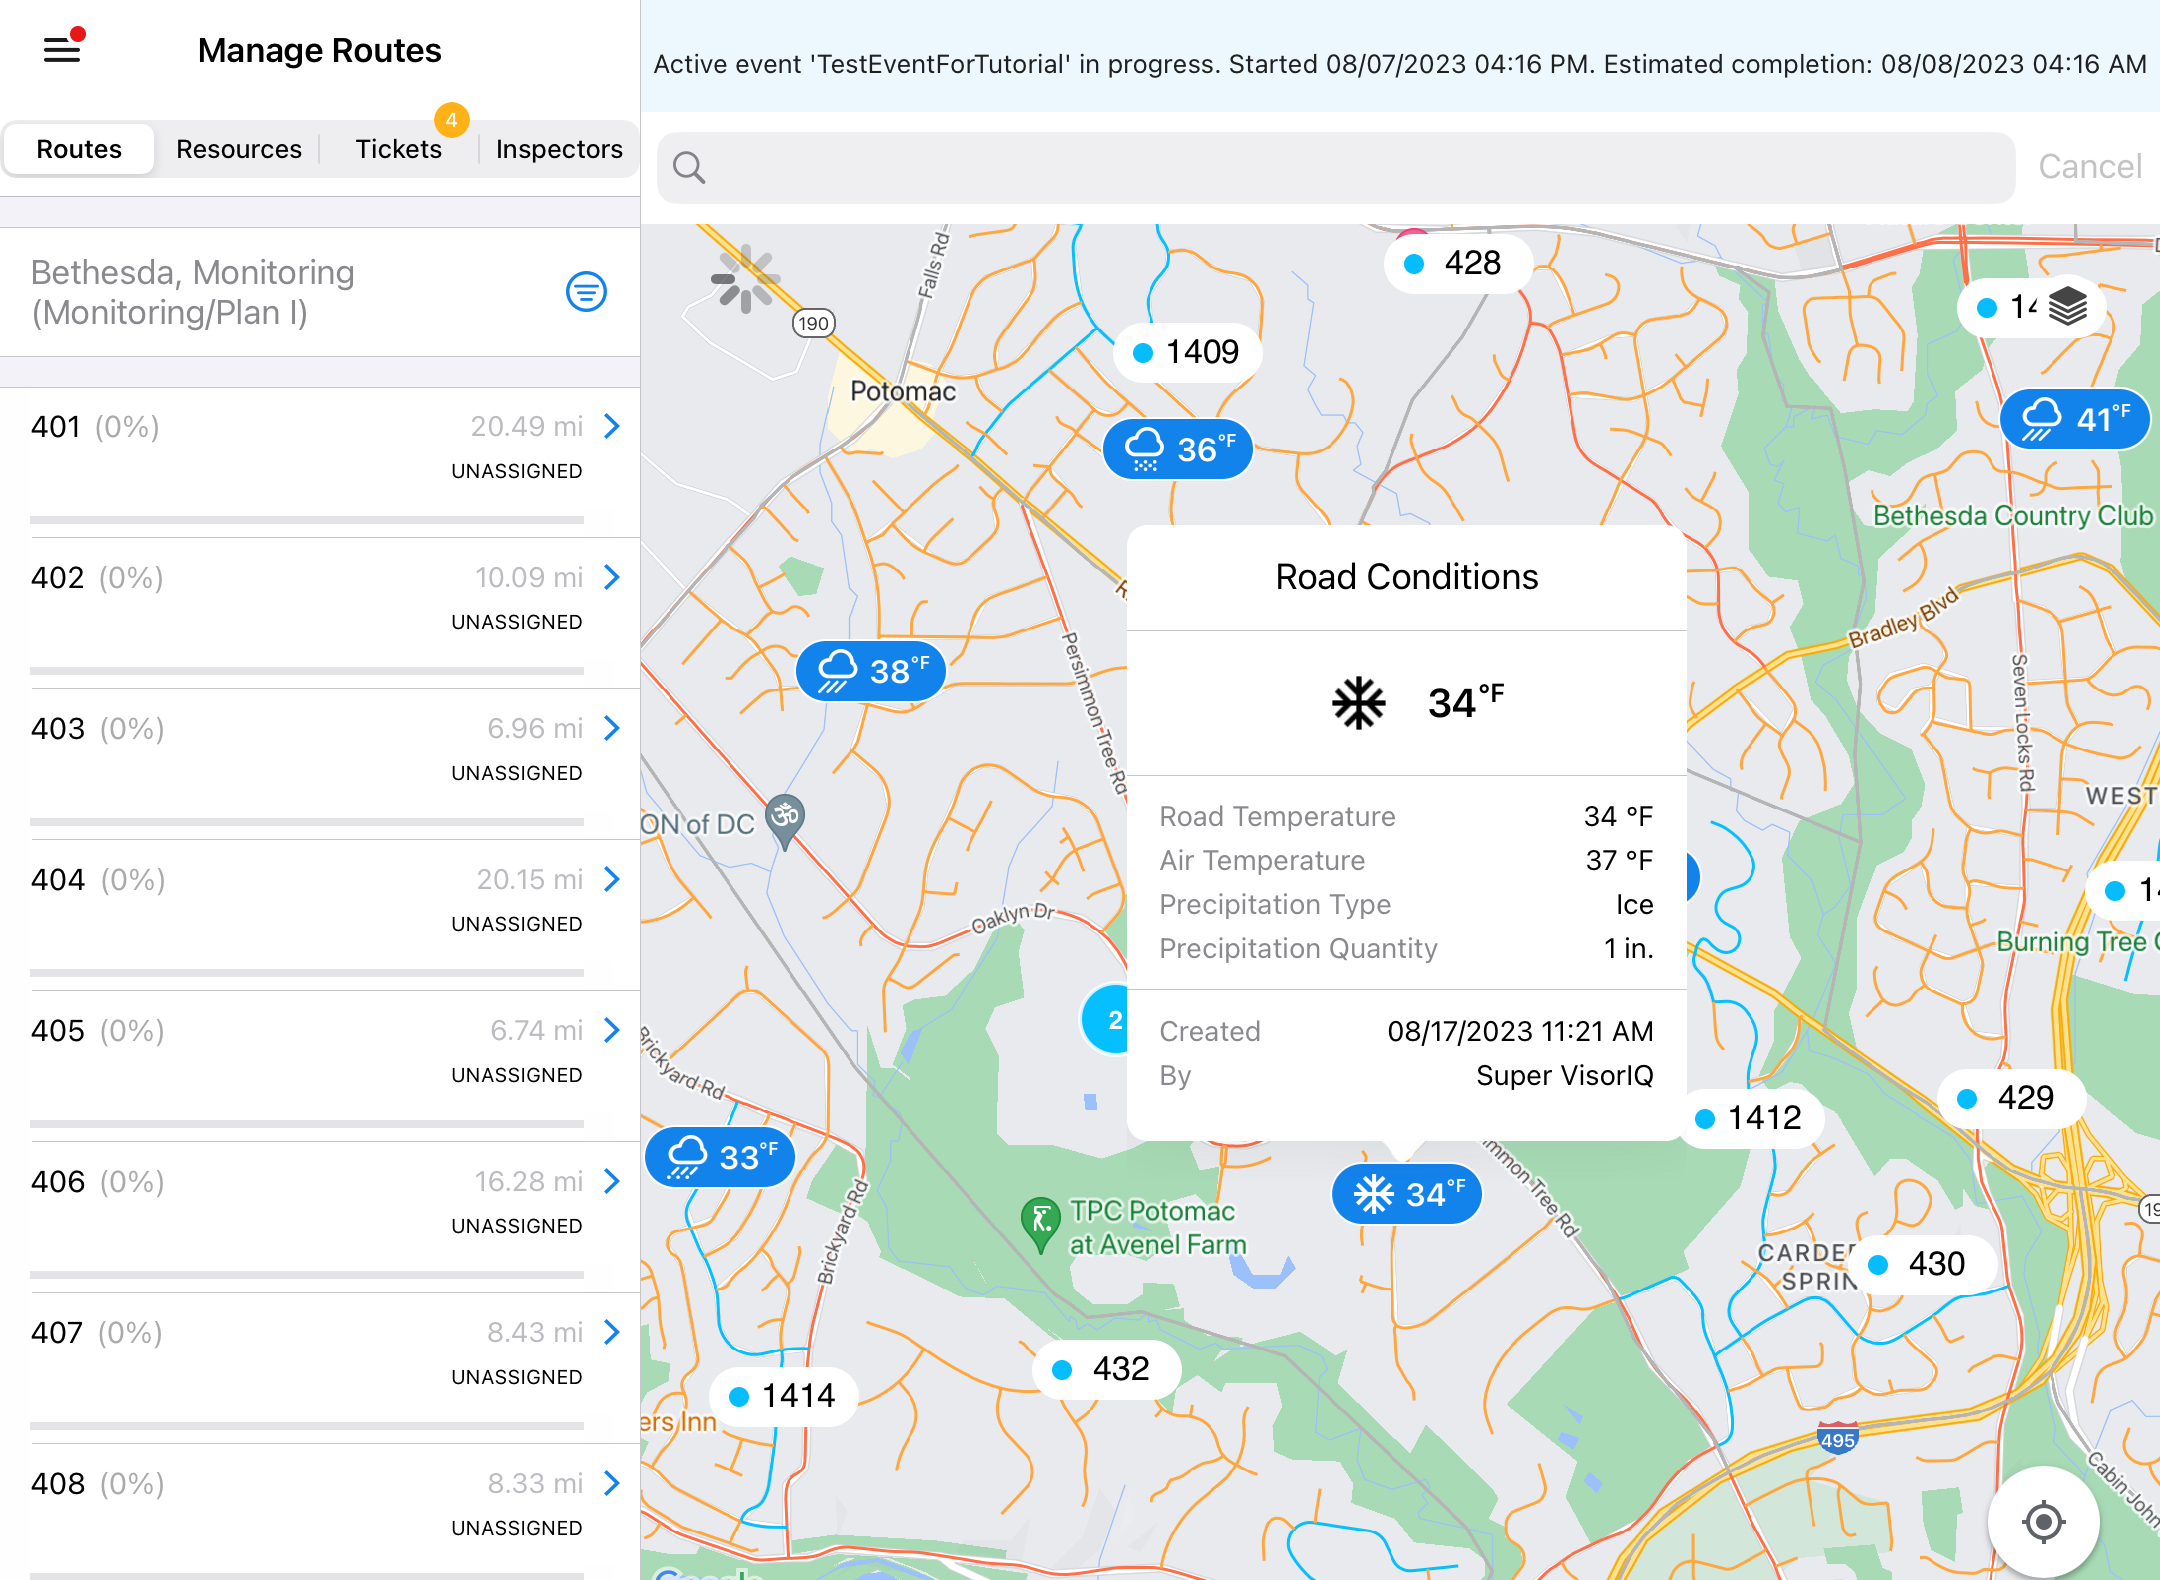 Manage Routes
Routes
Resources
Tickets
4
Inspectors
Bethesda, Monitoring
(Monitoring/Plan I)
401 (0%)
20.49 mi
UNASSIGNED
402 (0%)
10.09 mi
UNASSIGNED
403 (0%)
6.96 mi
UNASSIGNED
404 (0%)
20.15 mi
UNASSIGNED
405 (0%)
6.74 mi
UNASSIGNED
406 (0%)
16.28 mi
UNASSIGNED
407 (0%)
8.43 mi
UNASSIGNED
408 (0%)
8.33 mi
UNASSIGNED
Active event 'TestEventForTutorial' in progress. Started 08/07/2023 04:16 PM. Estimated completion: 08/08/2023 04:16 AM
Cancel
Falls Rd
428
190
1409
Potomac
36°F
41°F
Bethesda Country Club
Bradley Blvd
38°F
Persimmon Tree Rd
Seven Locks Rd
WEST
ON of DC
ॐ
Oaklyn Dr
Burning Tree
2
Road Conditions
34°F
Road Temperature 34 °F
Air Temperature 37 °F
Precipitation Type Ice
Precipitation Quantity 1 in.
Created 08/17/2023 11:21 AM
By Super VisorIQ
Brickyard Rd
1412
429
33°F
34°F
Brickyard Rd
TPC Potomac
at Avenel Farm
immon Tree Rd
430
432
1414
ers Inn
495
Cabin John